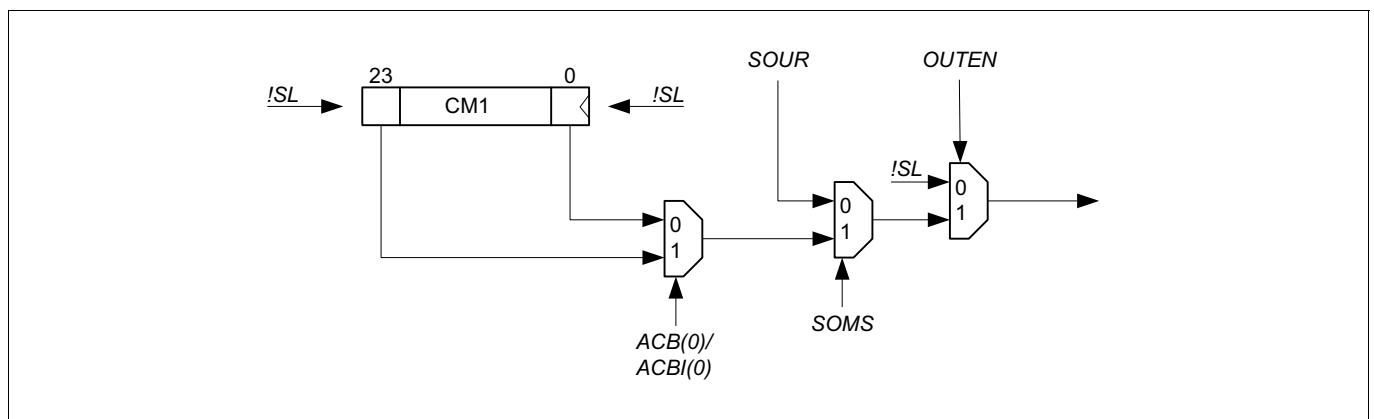 SOUR OUTEN
23 0
!SL CM1 !SL
!SL
0
1
0
1
0
1
SOMS
ACB(0)/
ACBI(0)